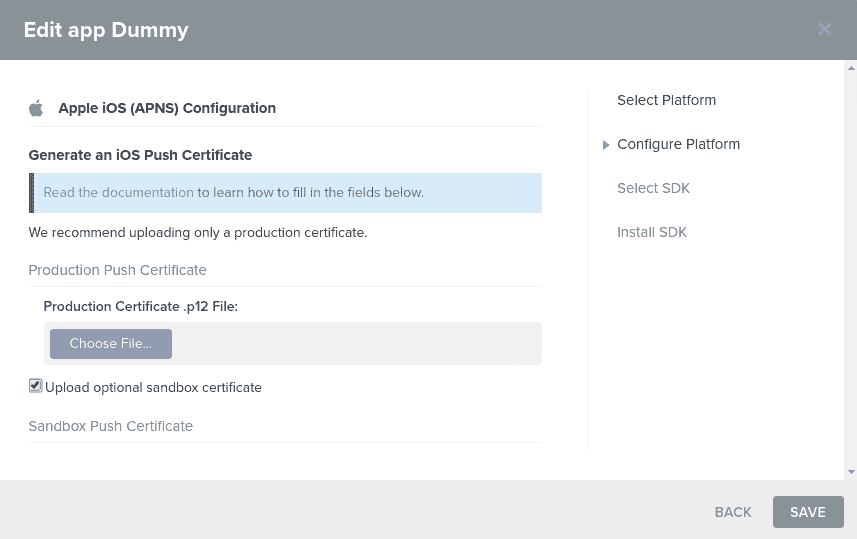 Edit app Dummy
Apple iOS (APNS) Configuration
Generate an iOS Push Certificate
Read the documentation to learn how to fill in the fields below.
We recommend uploading only a production certificate.
Production Push Certificate
Production Certificate .p12 File:
Choose File...
Upload optional sandbox certificate
Sandbox Push Certificate
Select Platform
Configure Platform
Select SDK
Install SDK
BACK
SAVE